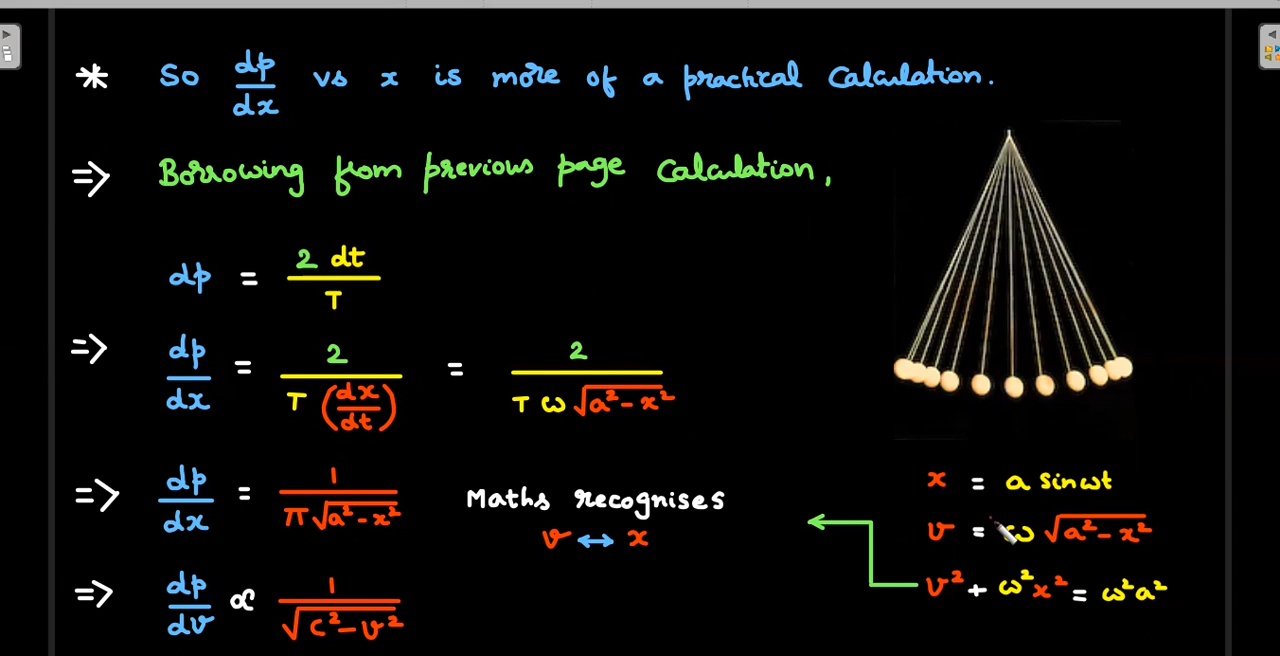 * So dp/dx vs x is more of a practical Calculation.
=> Borrowing from previous page Calculation,
dp = 2 dt / T
=> dp/dx = 2 / (T (dx/dt)) = 2 / (T ω √(a² - x²))
=> dp/dx = 1 / (π √(a² - x²)) Maths recognises
v ↔ x
=> dp/dv ∝ 1 / √(c² - v²)
x = a sin ωt
v = ω √(a² - x²)
v² + ω²x² = ω²a²